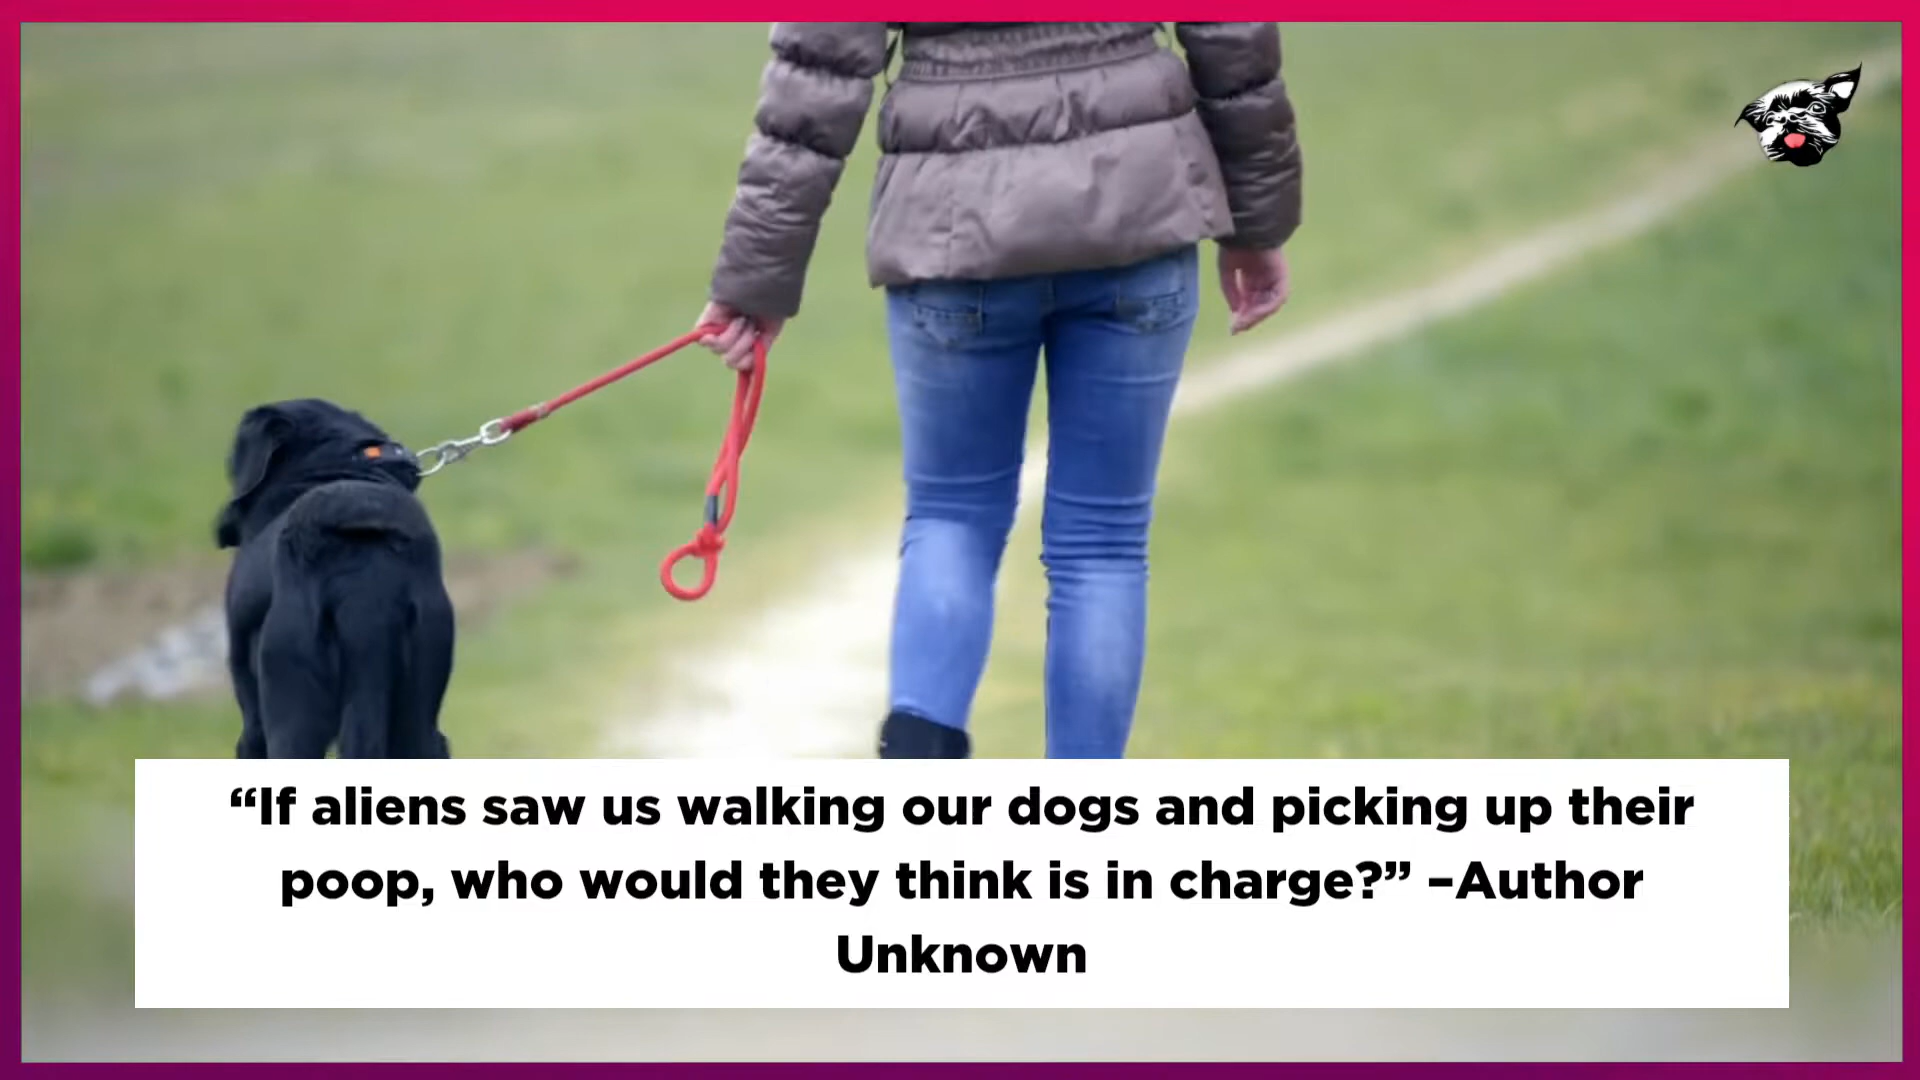 “If aliens saw us walking our dogs and picking up their
poop, who would they think is in charge?” –Author
Unknown